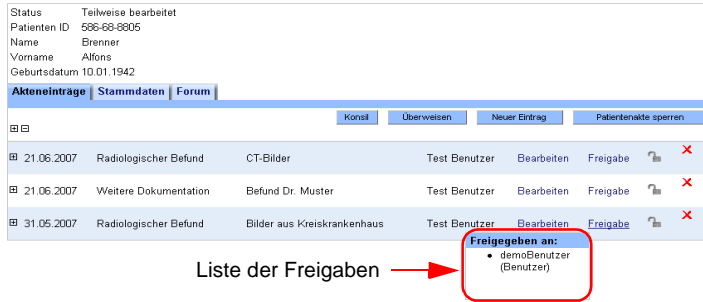 Status Teilweise bearbeitet
Patienten ID 586-68-8805
Name Brenner
Vorname Alfons
Geburtsdatum 10.01.1942
Akteneinträge Stammdaten Forum
Konsil Überweisen Neuer Eintrag Patientenakte sperren
21.06.2007 Radiologischer Befund CT-Bilder Test Benutzer Bearbeiten Freigabe
21.06.2007 Weitere Dokumentation Befund Dr. Muster Test Benutzer Bearbeiten Freigabe
31.05.2007 Radiologischer Befund Bilder aus Kreiskrankenhaus Test Benutzer Bearbeiten Freigabe
Freigegeben an:
• demoBenutzer
(Benutzer)
Liste der Freigaben